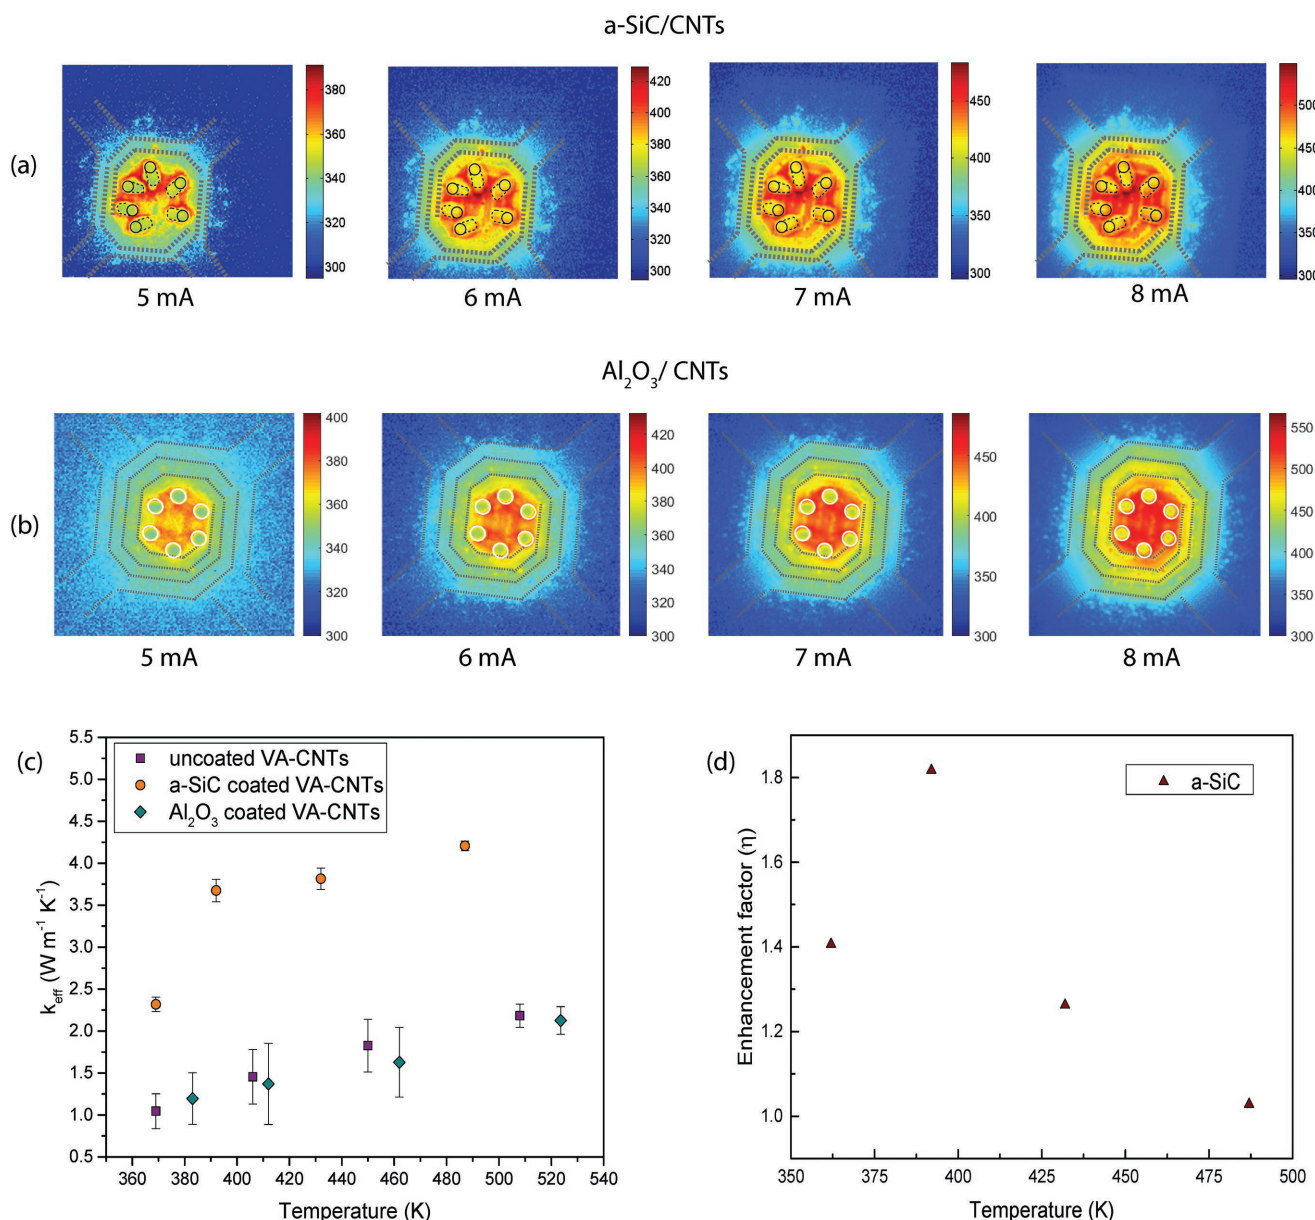 a-SiC/CNTs
(a)
380
360
340
320
300
5 mA
420
400
380
360
340
320
300
6 mA
450
400
350
300
7 mA
500
450
400
350
300
8 mA
Al₂O₃/ CNTs
(b)
400
380
360
340
320
300
5 mA
420
400
380
360
340
320
300
6 mA
450
400
350
300
7 mA
550
500
450
400
350
300
8 mA
(c)
5.5
5.0
4.5
4.0
3.5
3.0
2.5
2.0
1.5
1.0
0.5
k_eff (W m⁻¹ K⁻¹)
uncoated VA-CNTs
a-SiC coated VA-CNTs
Al₂O₃ coated VA-CNTs
360 380 400 420 440 460 480 500 520 540
Temperature (K)
(d)
1.8
1.6
1.4
1.2
1.0
Enhancement factor (η)
a-SiC
350 375 400 425 450 475 500
Temperature (K)